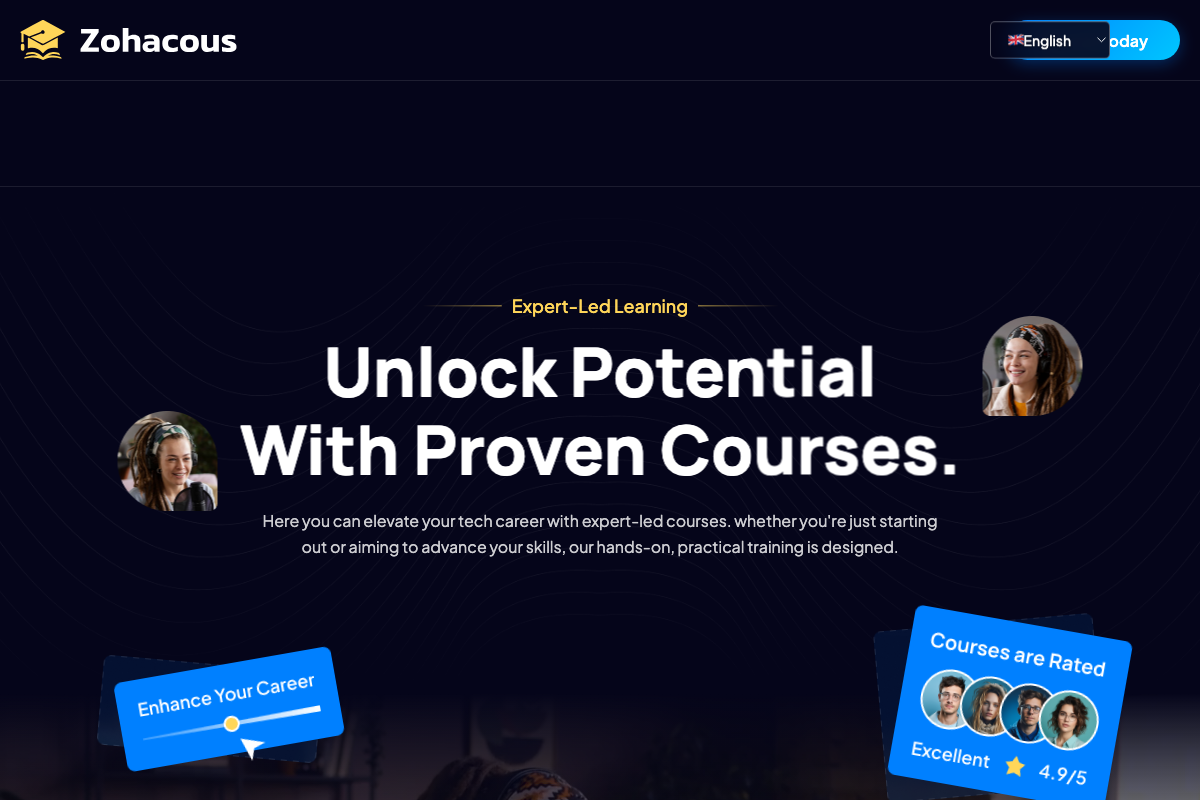 Zohacous
English
oday
Expert-Led Learning
Unlock Potential
With Proven Courses.
Here you can elevate your tech career with expert-led courses. whether you're just starting
out or aiming to advance your skills, our hands-on, practical training is designed.
Enhance Your Career
Courses are Rated
Excellent 4.9/5